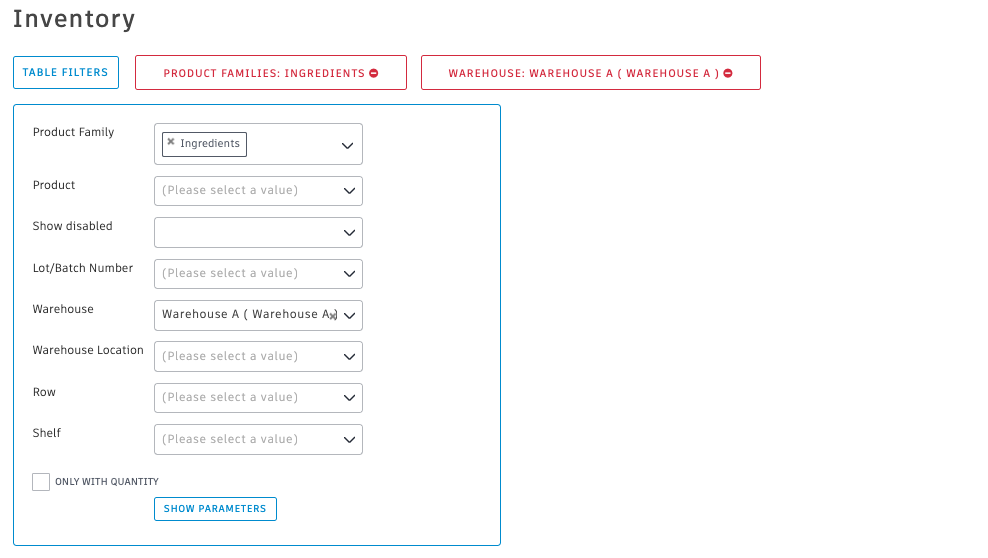 Inventory
TABLE FILTERS
PRODUCT FAMILIES: INGREDIENTS
WAREHOUSE: WAREHOUSE A ( WAREHOUSE A )
Product Family
Ingredients
Product
(Please select a value)
Show disabled
Lot/Batch Number
(Please select a value)
Warehouse
Warehouse A ( Warehouse A )
Warehouse Location
(Please select a value)
Row
(Please select a value)
Shelf
(Please select a value)
ONLY WITH QUANTITY
SHOW PARAMETERS